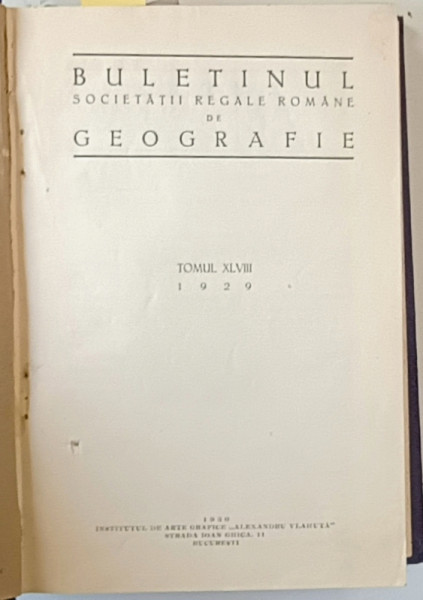 BULETINUL
SOCIETĂȚII REGALE ROMÂNE
DE
GEOGRAFIE
TOMUL XLVIII
1929
1930
INSTITUTUL DE ARTE GRAFICE „ALEXANDRU VLAHUȚĂ"
STRADA IOAN GHICA, 11
BUCUREȘTI